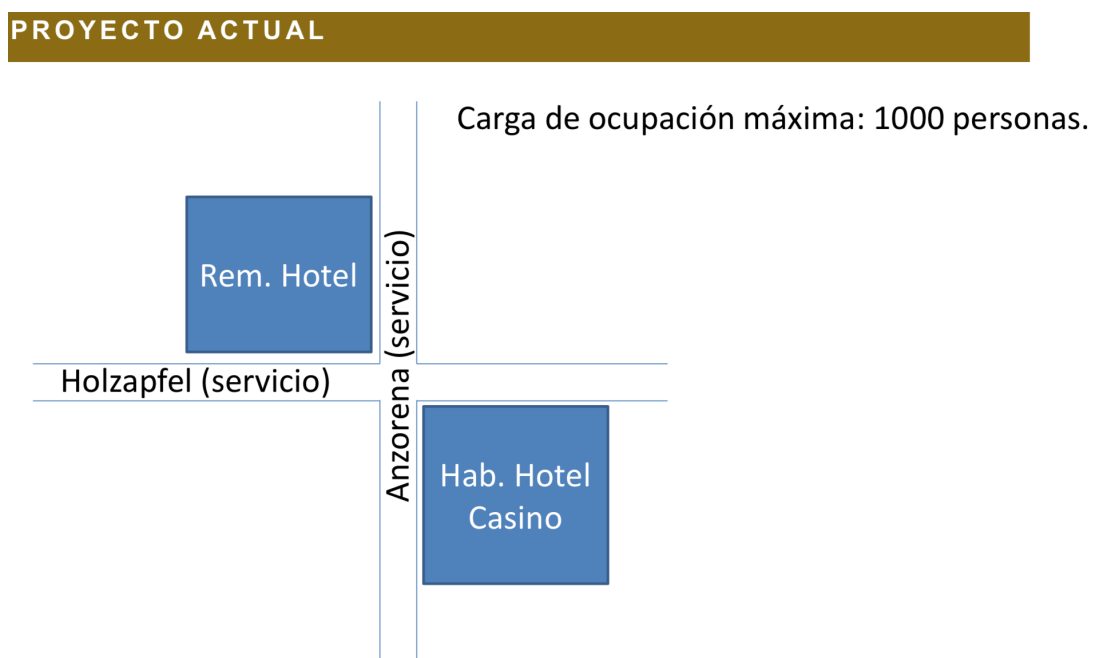 PROYECTO ACTUAL
Carga de ocupación máxima: 1000 personas.
Rem. Hotel
Anzorena (servicio)
Holzapfel (servicio)
Hab. Hotel
Casino